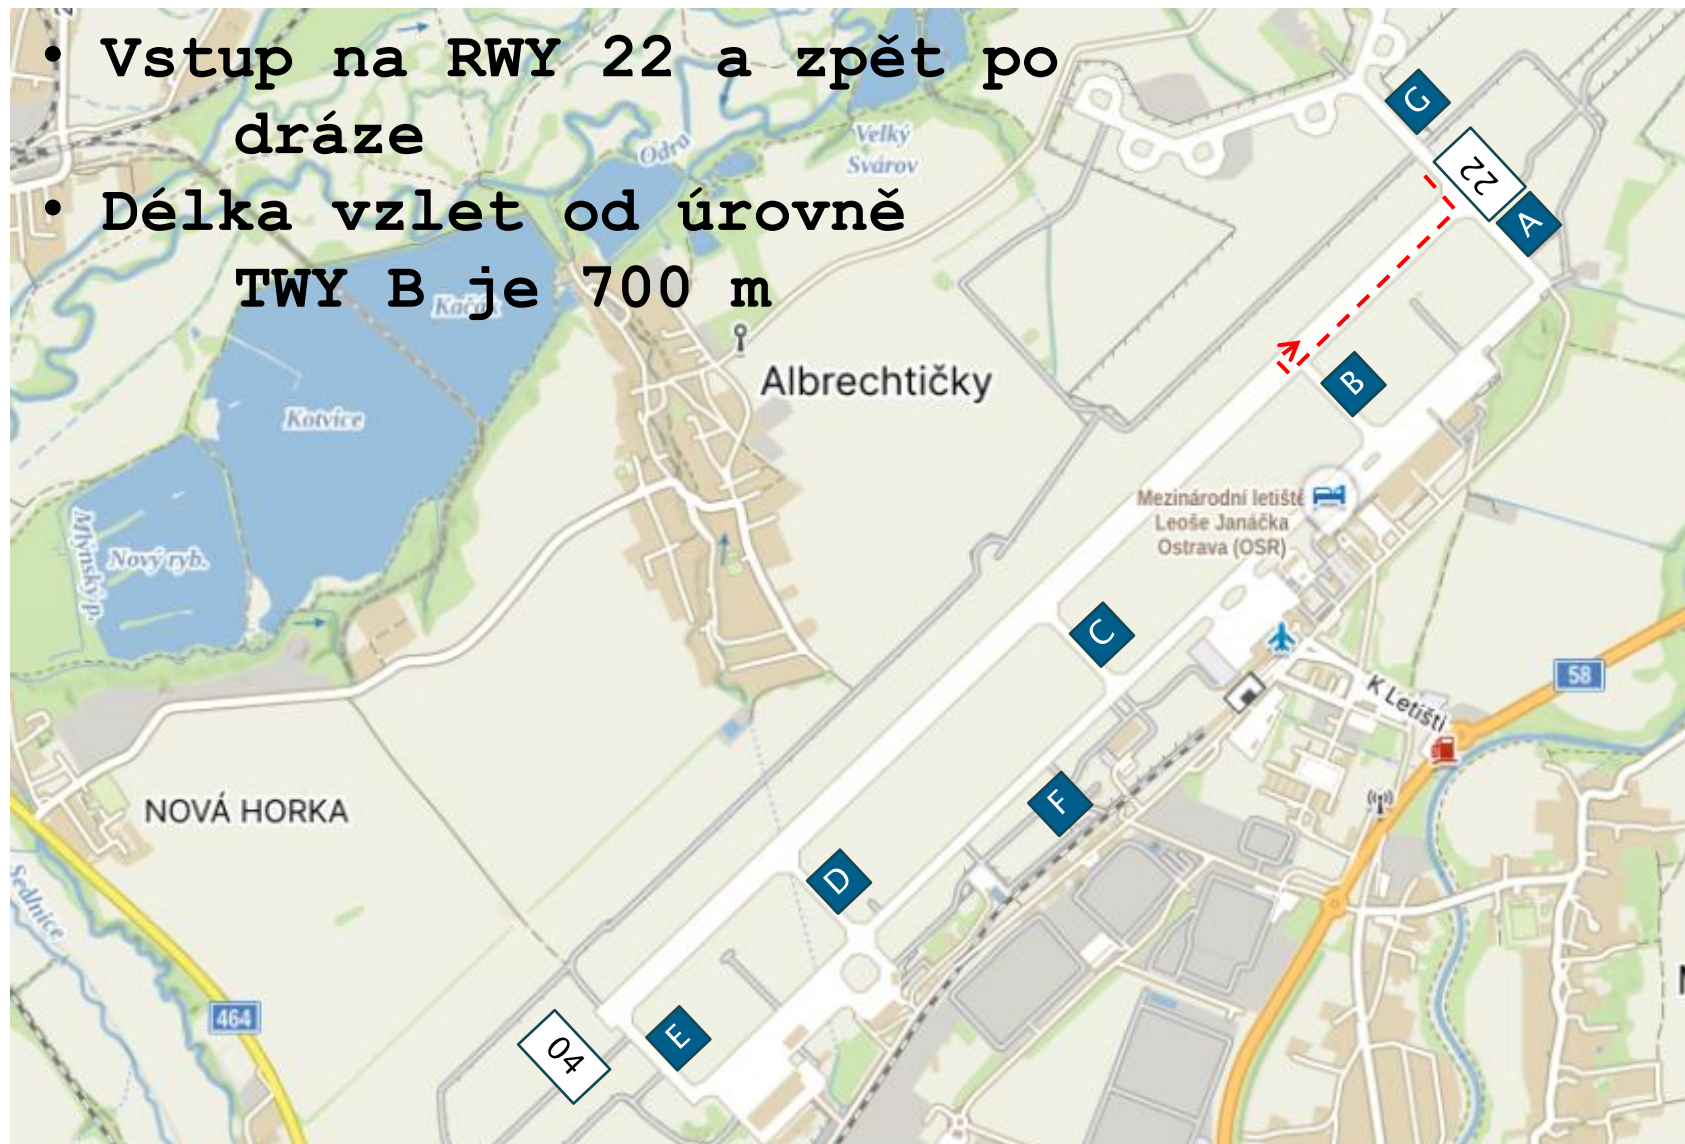 • Vstup na RWY 22 a zpět po
dráze
• Délka vzlet od úrovně
TWY B je 700 m
Odra
Velký
Svárov
G
22
A
Kačák
Albrechtičky
B
Kotvice
Mezinárodní letiště
Leoše Janáčka
Ostrava (OSR)
Mlýnský p.
Nový ryb.
C
58
K Letišti
NOVÁ HORKA
F
D
Sedlnice
464
E
04